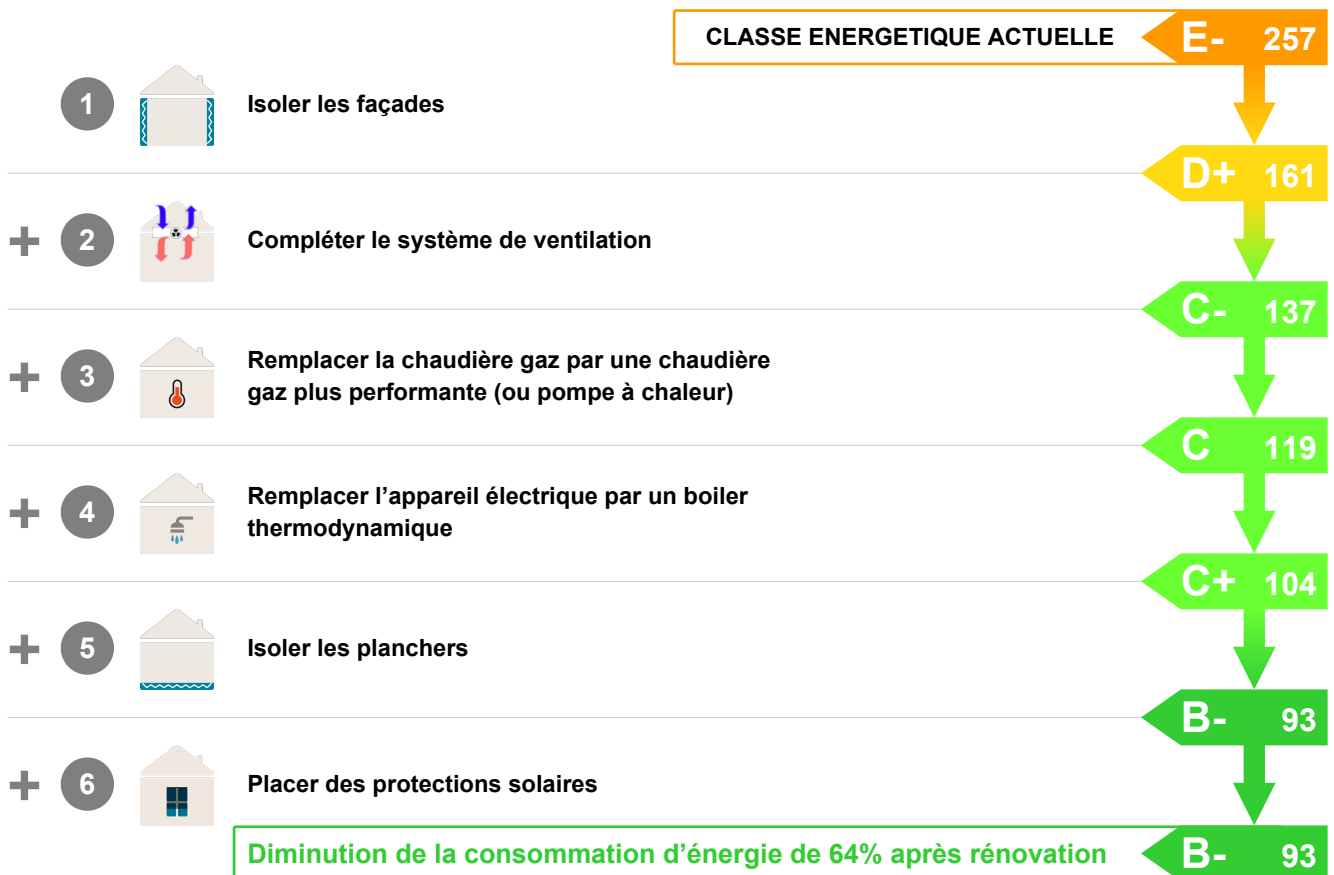 CLASSE ENERGETIQUE ACTUELLE E- 257
1 Isoler les façades
D+ 161
+ 2 Compléter le système de ventilation
C- 137
+ 3 Remplacer la chaudière gaz par une chaudière
gaz plus performante (ou pompe à chaleur)
C 119
+ 4 Remplacer l’appareil électrique par un boiler
thermodynamique
C+ 104
+ 5 Isoler les planchers
B- 93
+ 6 Placer des protections solaires
Diminution de la consommation d’énergie de 64% après rénovation B- 93